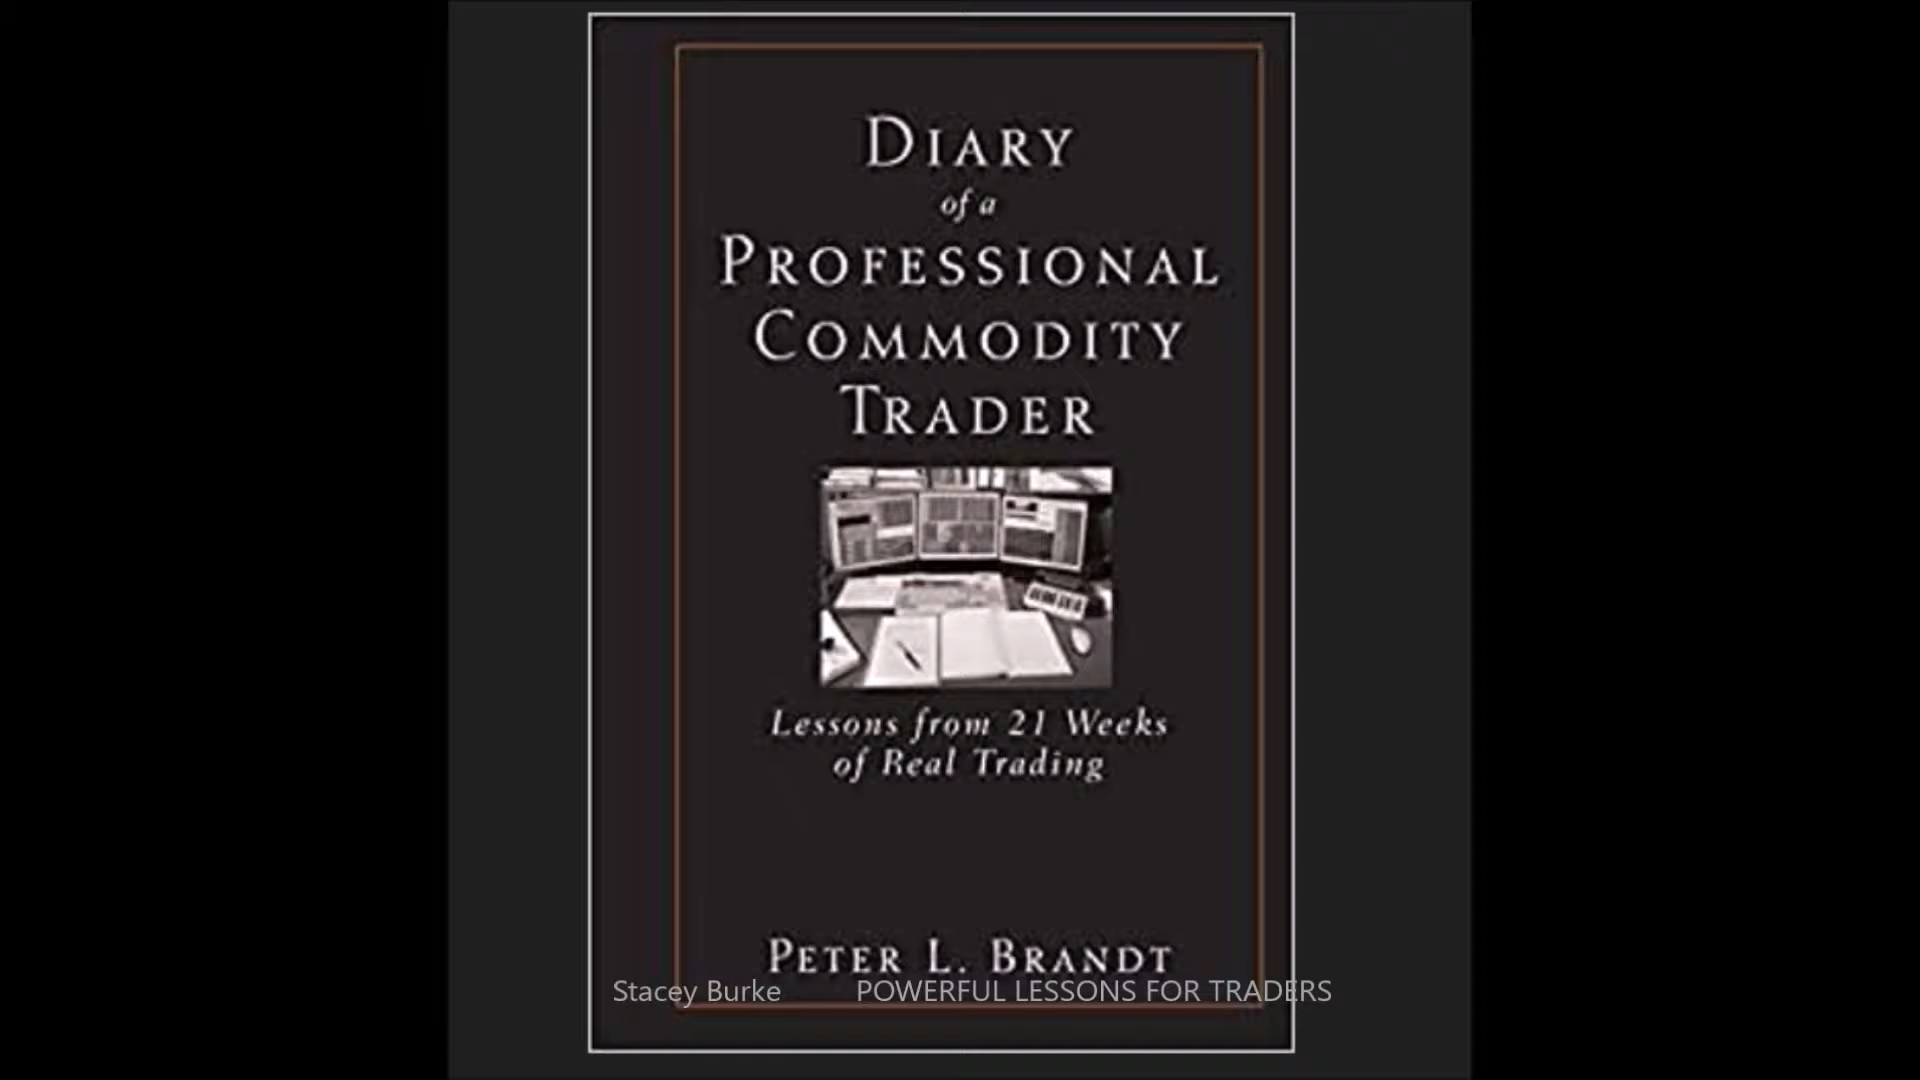 DIARY
of a
PROFESSIONAL
COMMODITY
TRADER
Lessons from 21 Weeks
of Real Trading
PETER L. BRANDT
Stacey Burke POWERFUL LESSONS FOR TRADERS